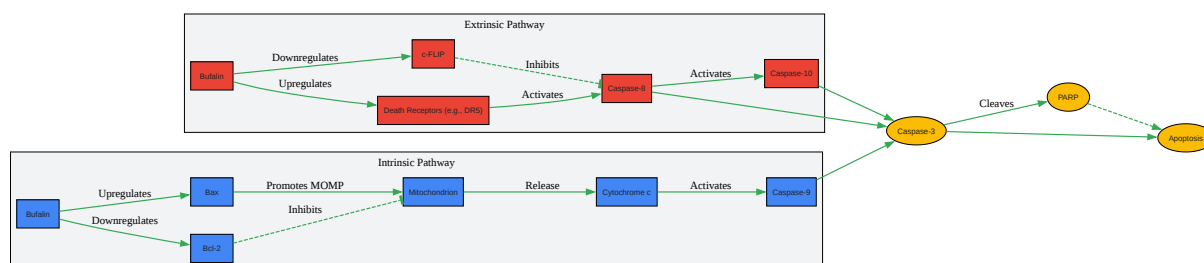 Extrinsic Pathway
Bufalin
Downregulates
c-FLIP
Inhibits
Upregulates
Death Receptors (e.g., DR5)
Activates
Caspase-8
Activates
Caspase-10
Caspase-3
Cleaves
PARP
Apoptosis
Intrinsic Pathway
Bufalin
Upregulates
Bax
Promotes MOMP
Mitochondrion
Release
Cytochrome c
Activates
Caspase-9
Downregulates
Bcl-2
Inhibits